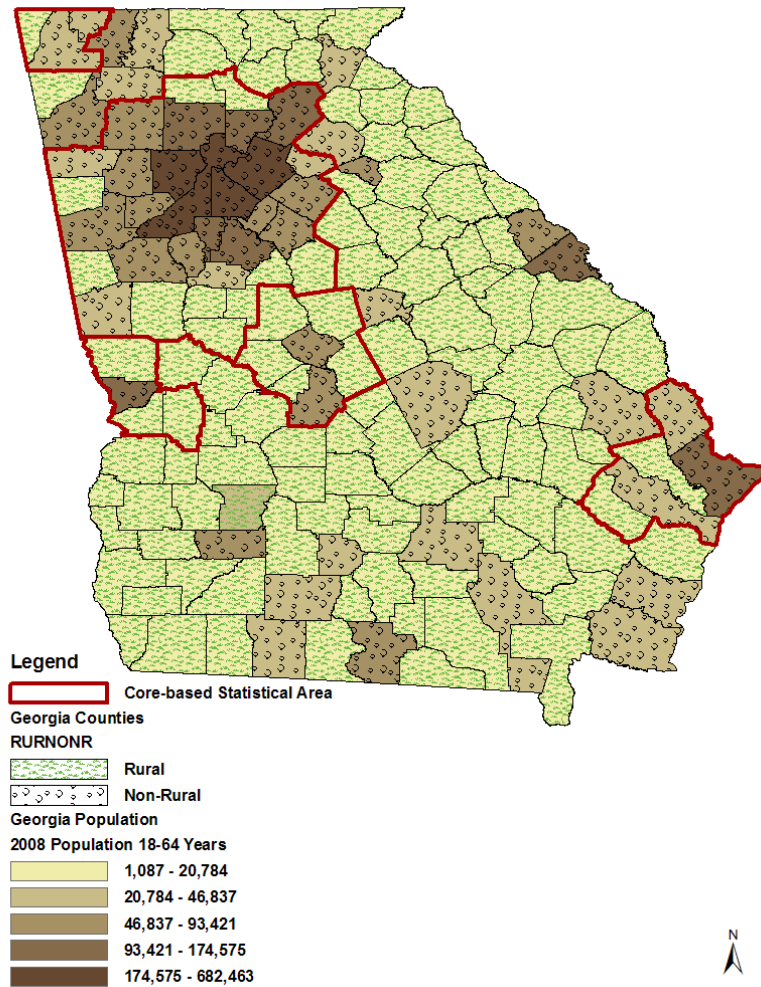 Legend
Core-based Statistical Area
Georgia Counties
RURNONR
Rural
Non-Rural
Georgia Population
2008 Population 18-64 Years
1,087 - 20,784
20,784 - 46,837
46,837 - 93,421
93,421 - 174,575
174,575 - 682,463
N